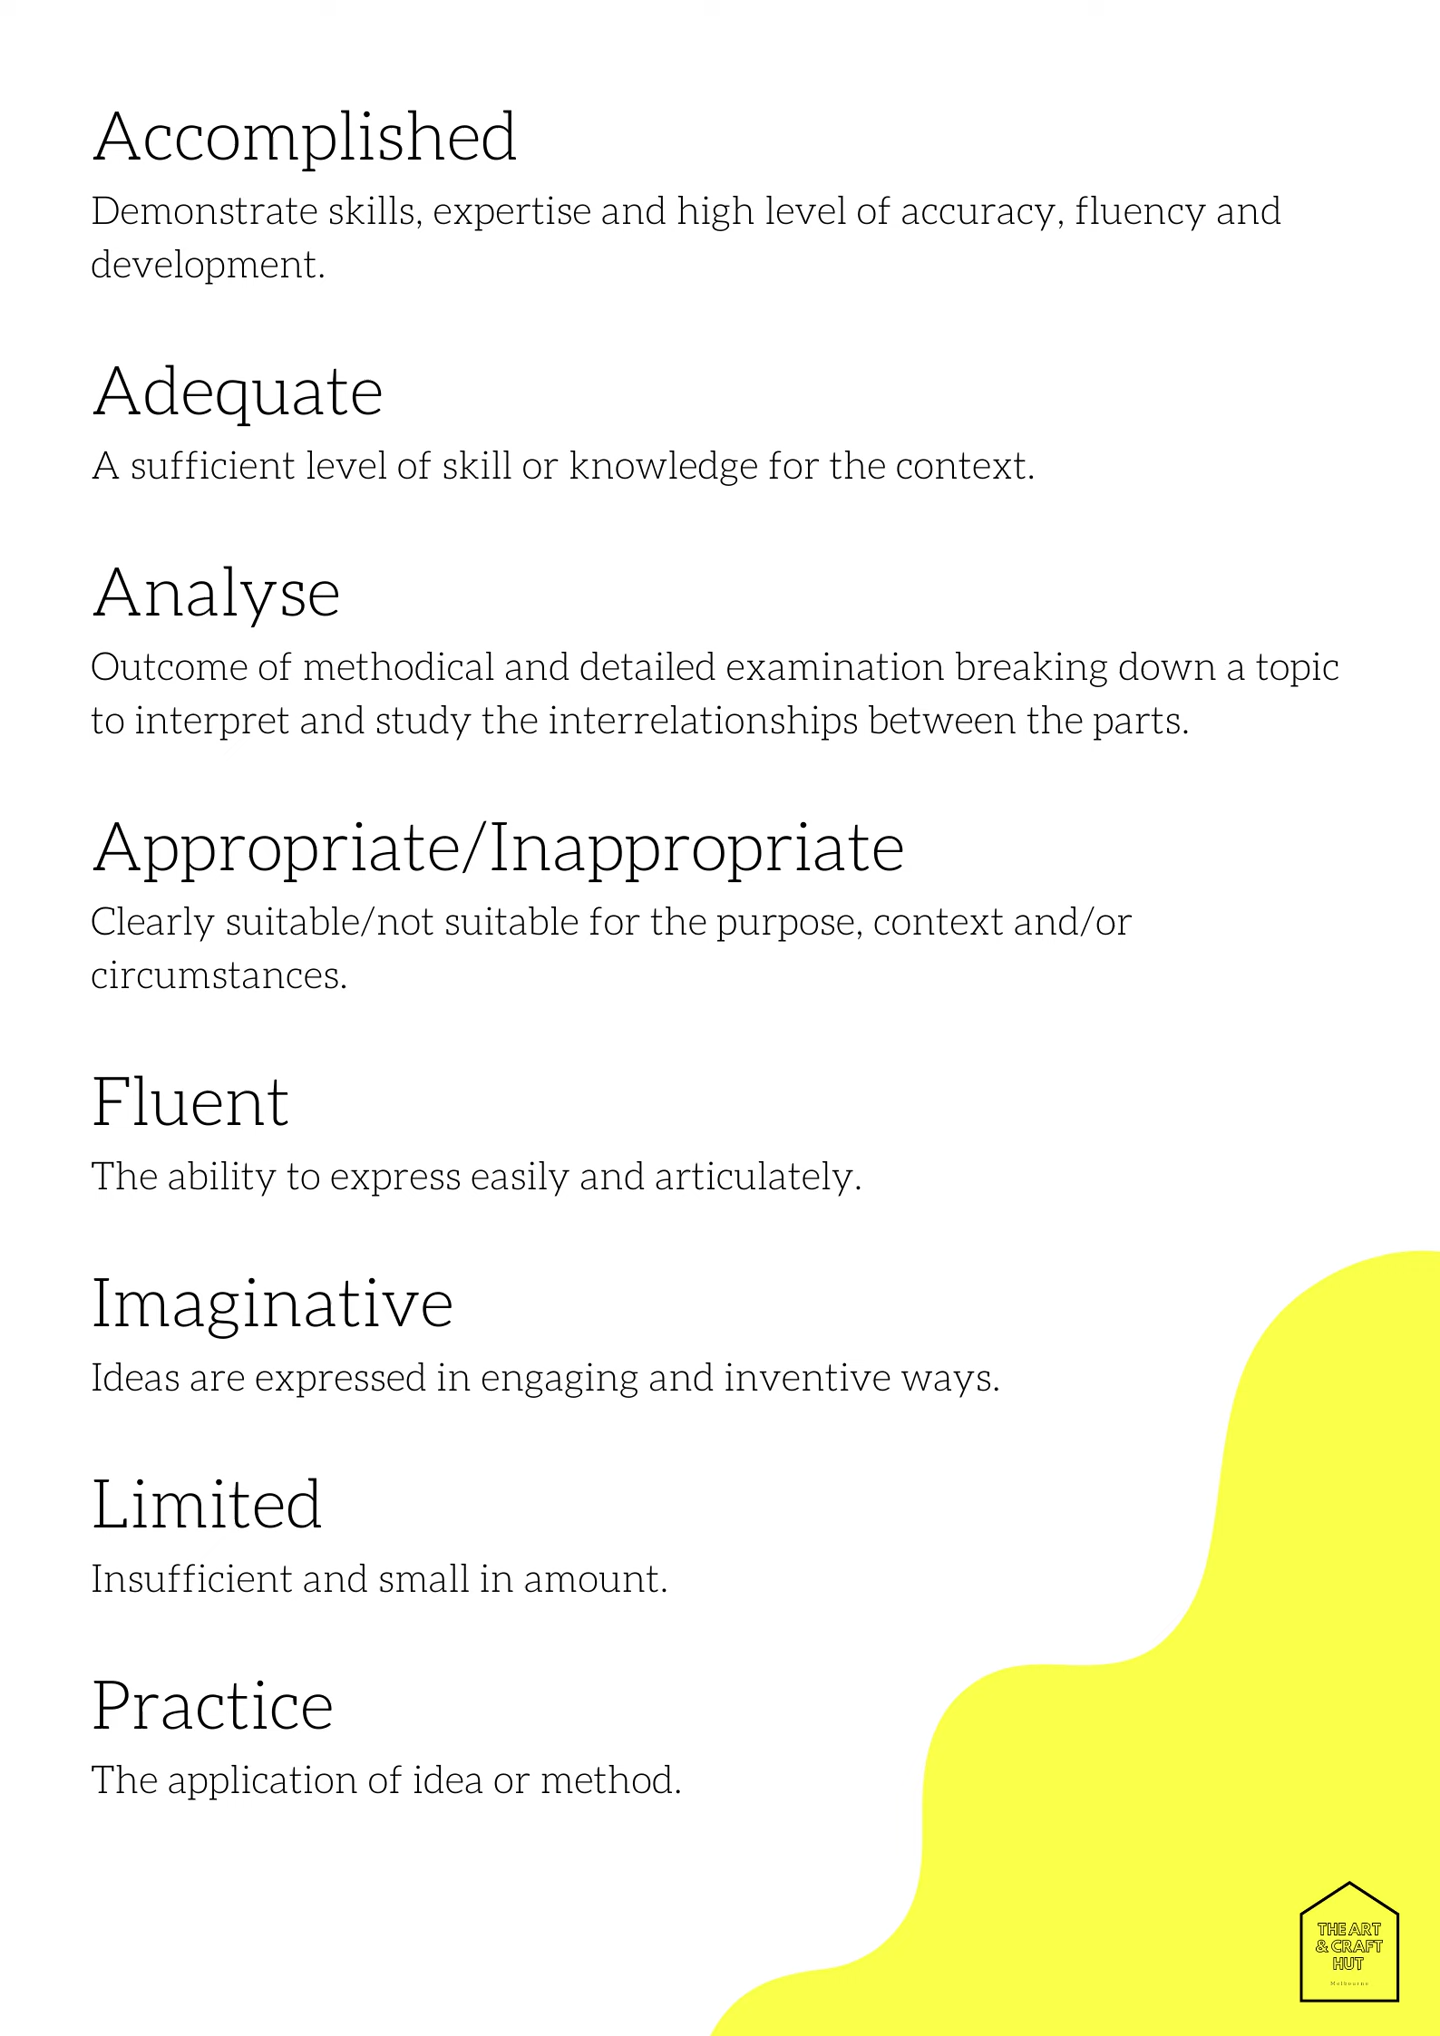 Accomplished
Demonstrate skills, expertise and high level of accuracy, fluency and
development.
Adequate
A sufficient level of skill or knowledge for the context.
Analyse
Outcome of methodical and detailed examination breaking down a topic
to interpret and study the interrelationships between the parts.
Appropriate/Inappropriate
Clearly suitable/not suitable for the purpose, context and/or
circumstances.
Fluent
The ability to express easily and articulately.
Imaginative
Ideas are expressed in engaging and inventive ways.
Limited
Insufficient and small in amount.
Practice
The application of idea or method.
THE ART
& CRAFT
HUT
Melbourne